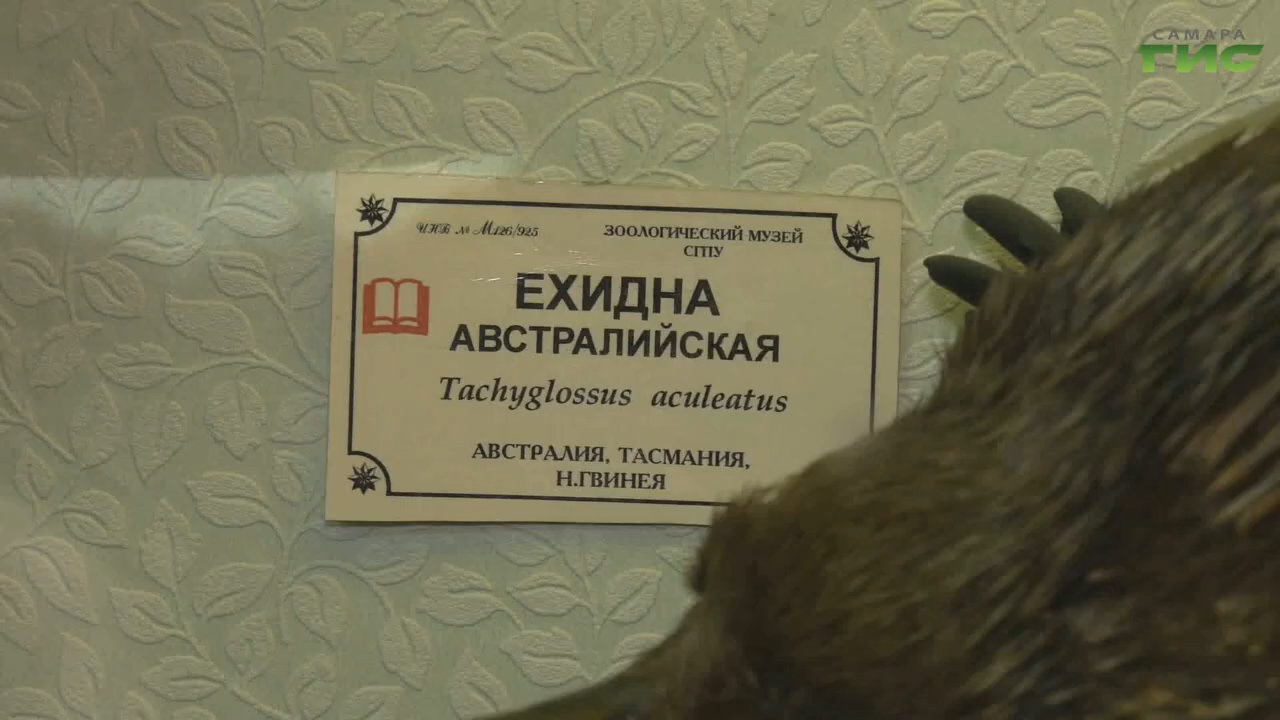 САМАРА
ГИС
ИНВ № М126/925
ЗООЛОГИЧЕСКИЙ МУЗЕЙ
СГПУ
ЕХИДНА
АВСТРАЛИЙСКАЯ
Tachyglossus aculeatus
АВСТРАЛИЯ, ТАСМАНИЯ,
Н.ГВИНЕЯ